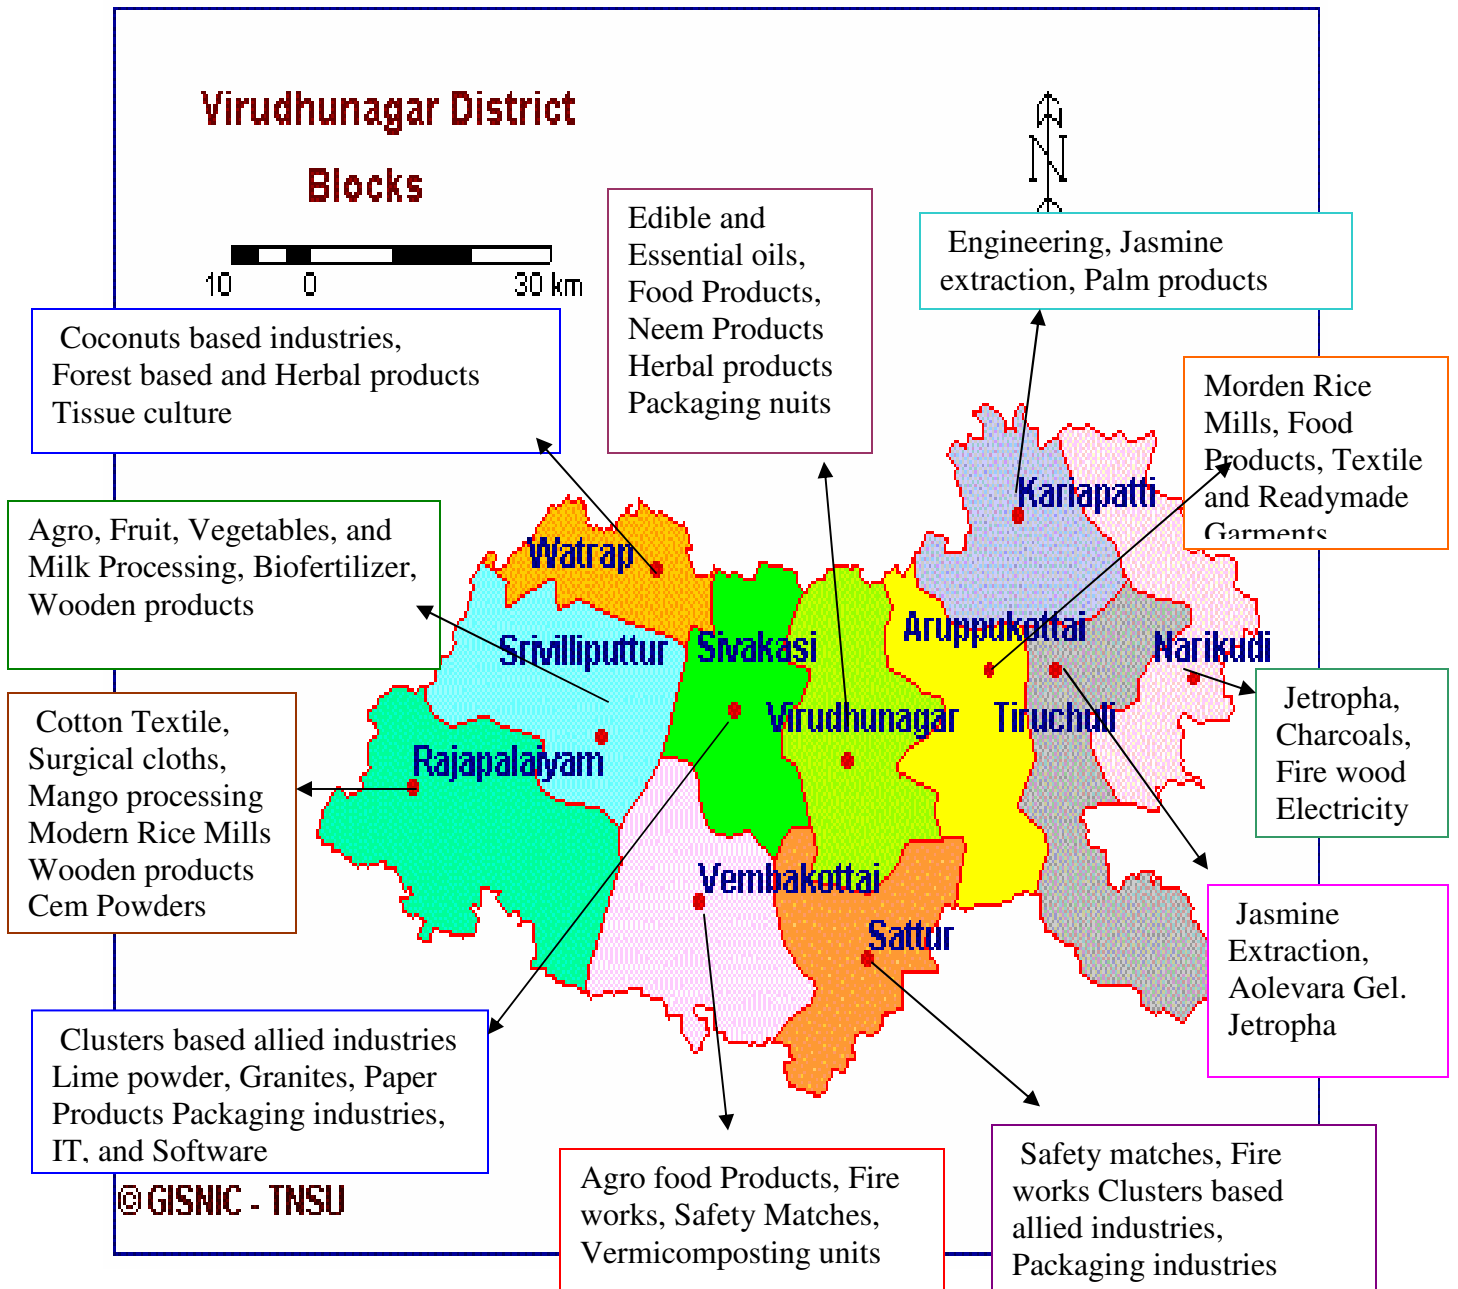 Virudhunagar District
Blocks
10 0 30 km
N
Edible and
Essential oils,
Food Products,
Neem Products
Herbal products
Packaging nuits
Engineering, Jasmine
extraction, Palm products
Coconuts based industries,
Forest based and Herbal products
Tissue culture
Morden Rice
Mills, Food
Products, Textile
and Readymade
Garments
Agro, Fruit, Vegetables, and
Milk Processing, Biofertilizer,
Wooden products
Kariapatti
Watrap
Srivilliputtur
Sivakasi
Aruppukottai
Narikudi
Virudhunagar
Tiruchuli
Rajapalaiyam
Vembakottai
Sattur
Cotton Textile,
Surgical cloths,
Mango processing
Modern Rice Mills
Wooden products
Cem Powders
Jetropha,
Charcoals,
Fire wood
Electricity
Jasmine
Extraction,
Aolevara Gel.
Jetropha
Clusters based allied industries
Lime powder, Granites, Paper
Products Packaging industries,
IT, and Software
© GISNIC - TNSU
Agro food Products, Fire
works, Safety Matches,
Vermicomposting units
Safety matches, Fire
works Clusters based
allied industries,
Packaging industries